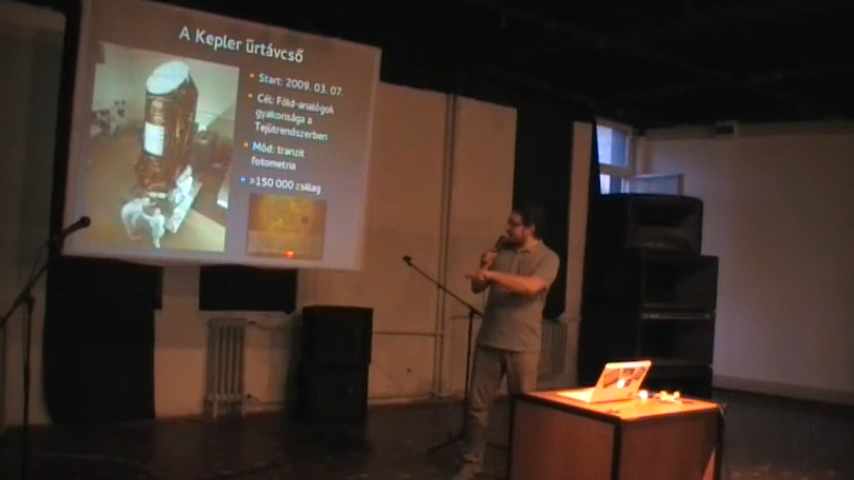 A Kepler űrtávcső
Start: 2009. 03. 07.
Cél: Föld-analógok
gyakorisága a
Tejútrendszerben
Mód: tranzit
fotometria
>150 000 csillag